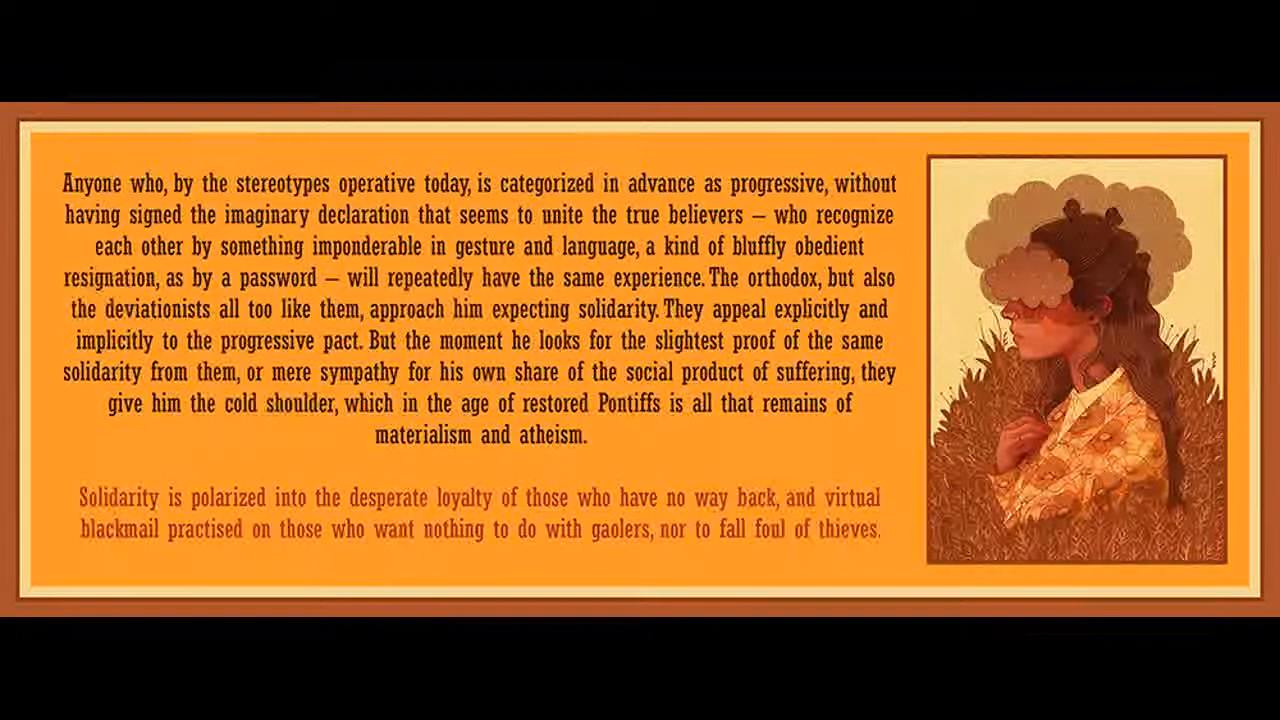 Anyone who, by the stereotypes operative today, is categorized in advance as progressive, without
having signed the imaginary declaration that seems to unite the true believers – who recognize
each other by something imponderable in gesture and language, a kind of bluffly obedient
resignation, as by a password – will repeatedly have the same experience. The orthodox, but also
the deviationists all too like them, approach him expecting solidarity. They appeal explicitly and
implicitly to the progressive pact. But the moment he looks for the slightest proof of the same
solidarity from them, or mere sympathy for his own share of the social product of suffering, they
give him the cold shoulder, which in the age of restored Pontiffs is all that remains of
materialism and atheism.
Solidarity is polarized into the desperate loyalty of those who have no way back, and virtual
blackmail practised on those who want nothing to do with gaolers, nor to fall foul of thieves.